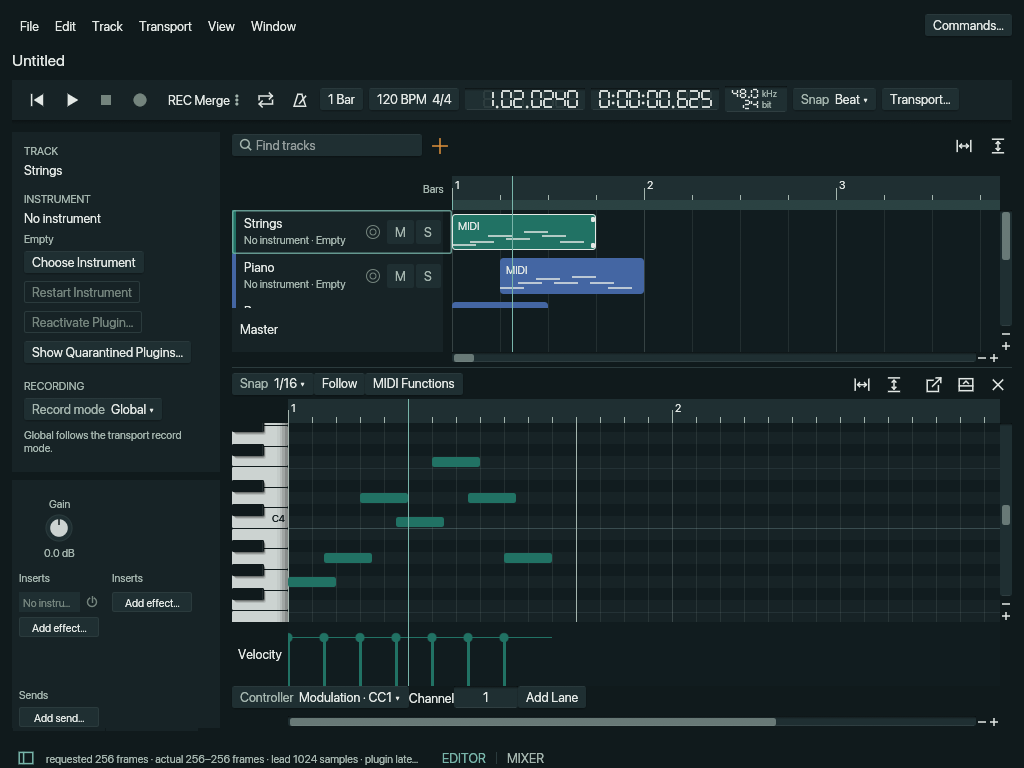 File Edit Track Transport View Window Commands...
Untitled
REC Merge 1 Bar 120 BPM 4/4 1.02.0240 0:00:00.625 48.0 kHz 24 bit Snap Beat Transport...
TRACK
Strings
INSTRUMENT
No instrument
Empty
Choose Instrument
Restart Instrument
Reactivate Plugin...
Show Quarantined Plugins...
RECORDING
Record mode Global
Global follows the transport record
mode.
Gain
0.0 dB
Inserts Inserts
No instru... Add effect...
Add effect...
Sends
Add send...
Find tracks
Bars 1 2 3
Strings
No instrument · Empty M S
MIDI
Piano
No instrument · Empty M S
MIDI
Master
Snap 1/16 Follow MIDI Functions
1 2
C4
Velocity
Controller Modulation · CC1 Channel 1 Add Lane
requested 256 frames · actual 256–256 frames · lead 1024 samples · plugin late... EDITOR MIXER